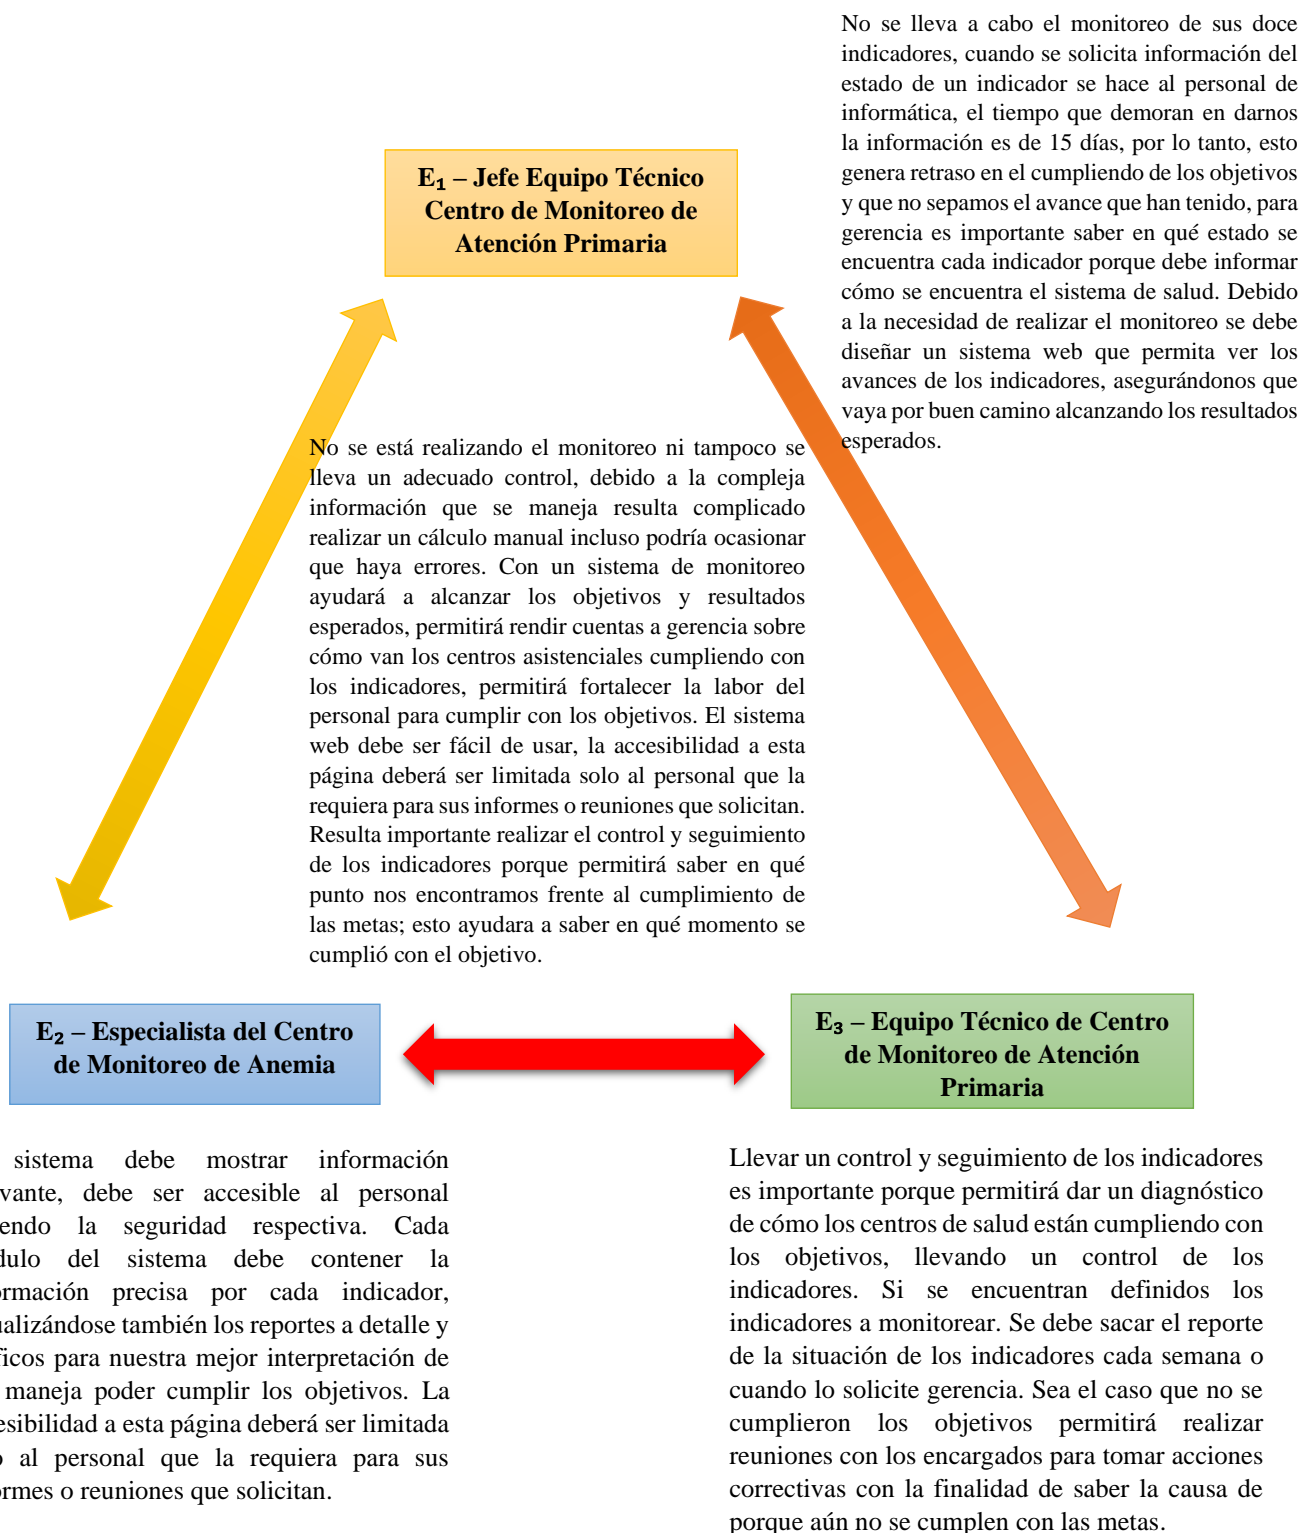 No se lleva a cabo el monitoreo de sus doce
indicadores, cuando se solicita información del
estado de un indicador se hace al personal de
informática, el tiempo que demoran en darnos
la información es de 15 días, por lo tanto, esto
genera retraso en el cumpliendo de los objetivos
y que no sepamos el avance que han tenido, para
gerencia es importante saber en qué estado se
encuentra cada indicador porque debe informar
cómo se encuentra el sistema de salud. Debido
a la necesidad de realizar el monitoreo se debe
diseñar un sistema web que permita ver los
avances de los indicadores, asegurándonos que
vaya por buen camino alcanzando los resultados
esperados.
E₁ – Jefe Equipo Técnico
Centro de Monitoreo de
Atención Primaria
No se está realizando el monitoreo ni tampoco se
lleva un adecuado control, debido a la compleja
información que se maneja resulta complicado
realizar un cálculo manual incluso podría ocasionar
que haya errores. Con un sistema de monitoreo
ayudará a alcanzar los objetivos y resultados
esperados, permitirá rendir cuentas a gerencia sobre
cómo van los centros asistenciales cumpliendo con
los indicadores, permitirá fortalecer la labor del
personal para cumplir con los objetivos. El sistema
web debe ser fácil de usar, la accesibilidad a esta
página deberá ser limitada solo al personal que la
requiera para sus informes o reuniones que solicitan.
Resulta importante realizar el control y seguimiento
de los indicadores porque permitirá saber en qué
punto nos encontramos frente al cumplimiento de
las metas; esto ayudara a saber en qué momento se
cumplió con el objetivo.
E₂ – Especialista del Centro
de Monitoreo de Anemia
E₃ – Equipo Técnico de Centro
de Monitoreo de Atención
Primaria
sistema debe mostrar información
vante, debe ser accesible al personal
endo la seguridad respectiva. Cada
dulo del sistema debe contener la
ormación precisa por cada indicador,
ualizándose también los reportes a detalle y
ficos para nuestra mejor interpretación de
maneja poder cumplir los objetivos. La
esibilidad a esta página deberá ser limitada
o al personal que la requiera para sus
ormes o reuniones que solicitan.
Llevar un control y seguimiento de los indicadores
es importante porque permitirá dar un diagnóstico
de cómo los centros de salud están cumpliendo con
los objetivos, llevando un control de los
indicadores. Si se encuentran definidos los
indicadores a monitorear. Se debe sacar el reporte
de la situación de los indicadores cada semana o
cuando lo solicite gerencia. Sea el caso que no se
cumplieron los objetivos permitirá realizar
reuniones con los encargados para tomar acciones
correctivas con la finalidad de saber la causa de
porque aún no se cumplen con las metas.